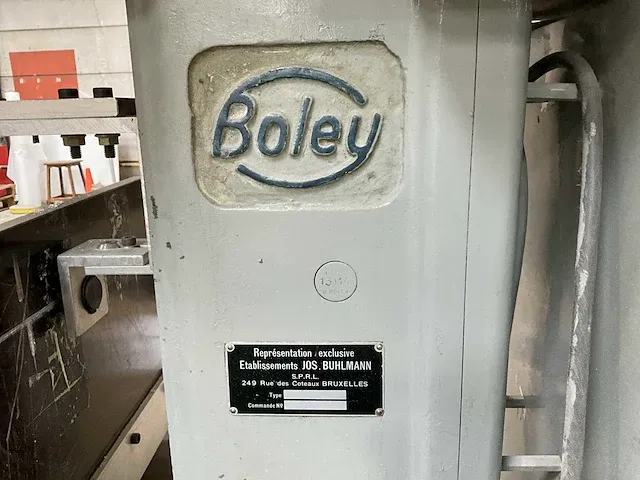 Boley
Représentation exclusive
Etablissements JOS. BUHLMANN
S.P.R.L.
249 Rue des Coteaux BRUXELLES
Type
Commande Nº